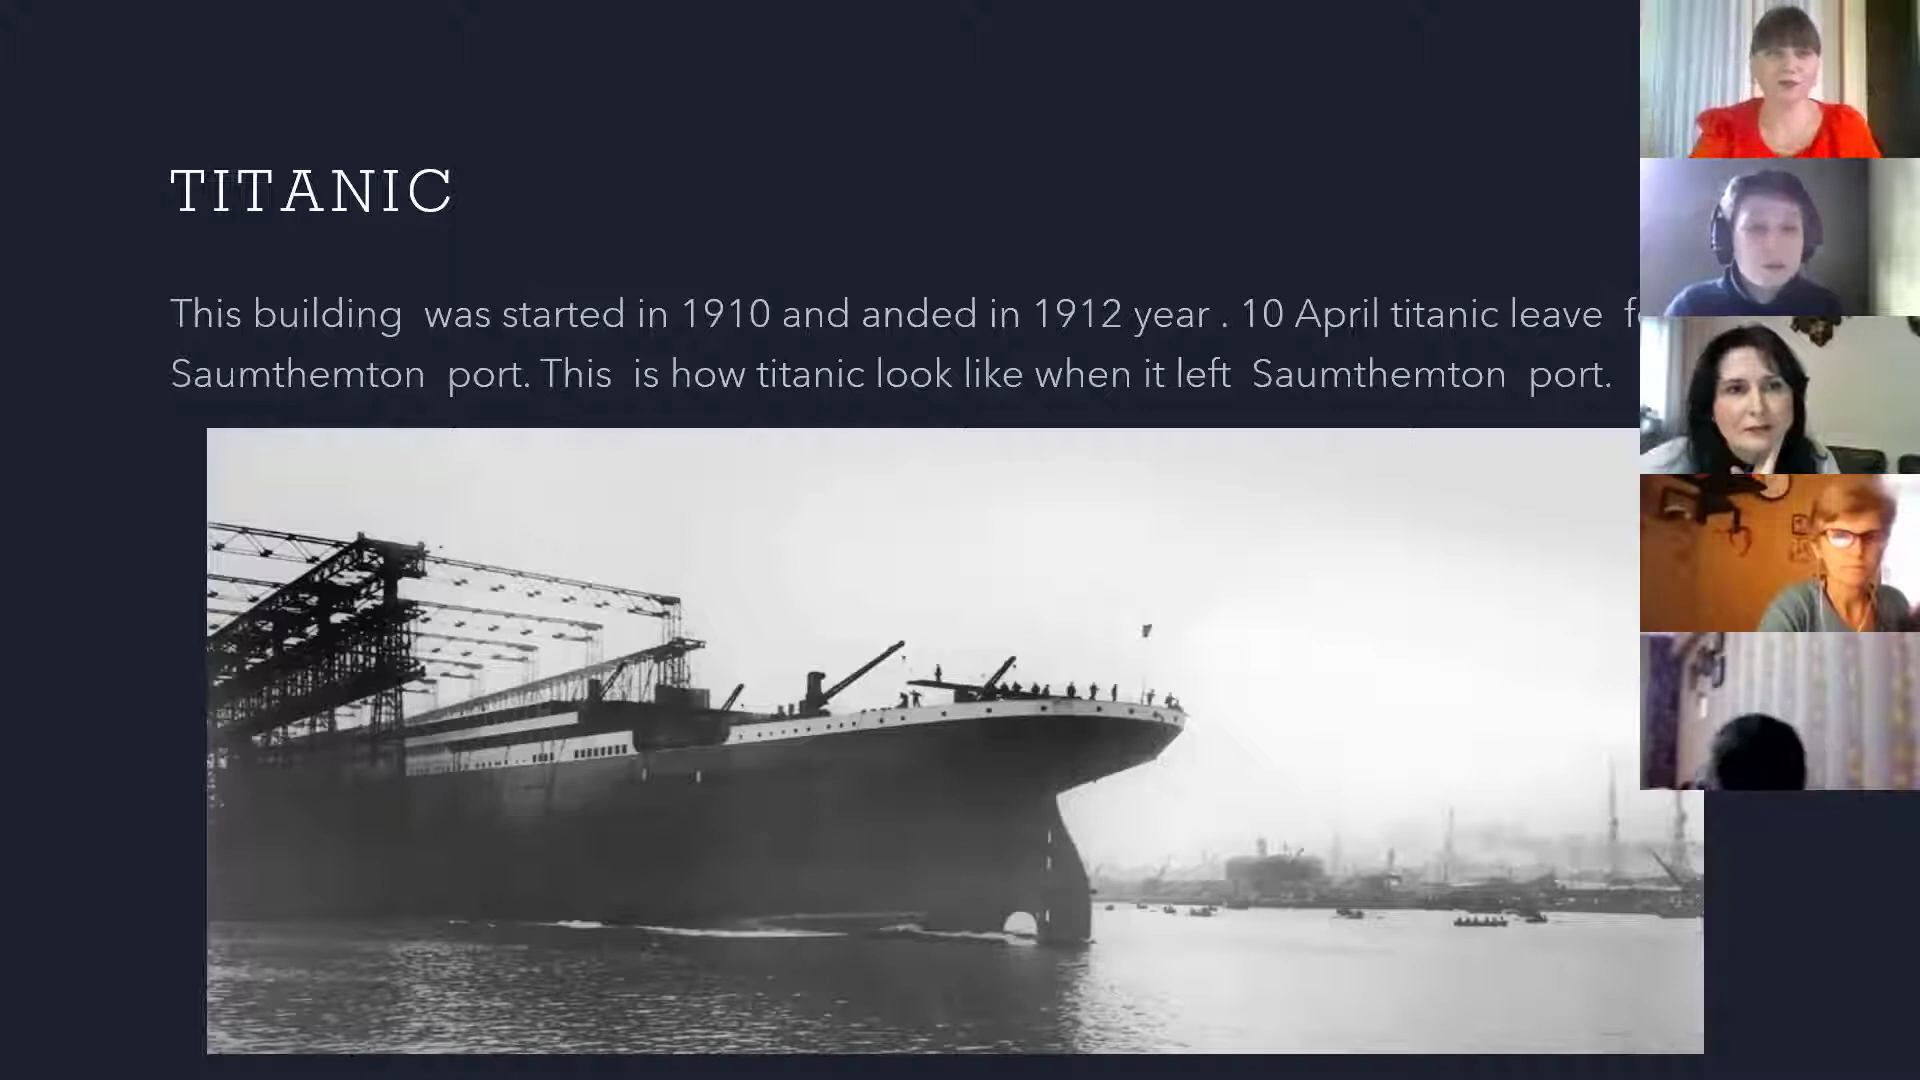 TITANIC
This building was started in 1910 and anded in 1912 year . 10 April titanic leave
Saumthemton port. This is how titanic look like when it left Saumthemton port.